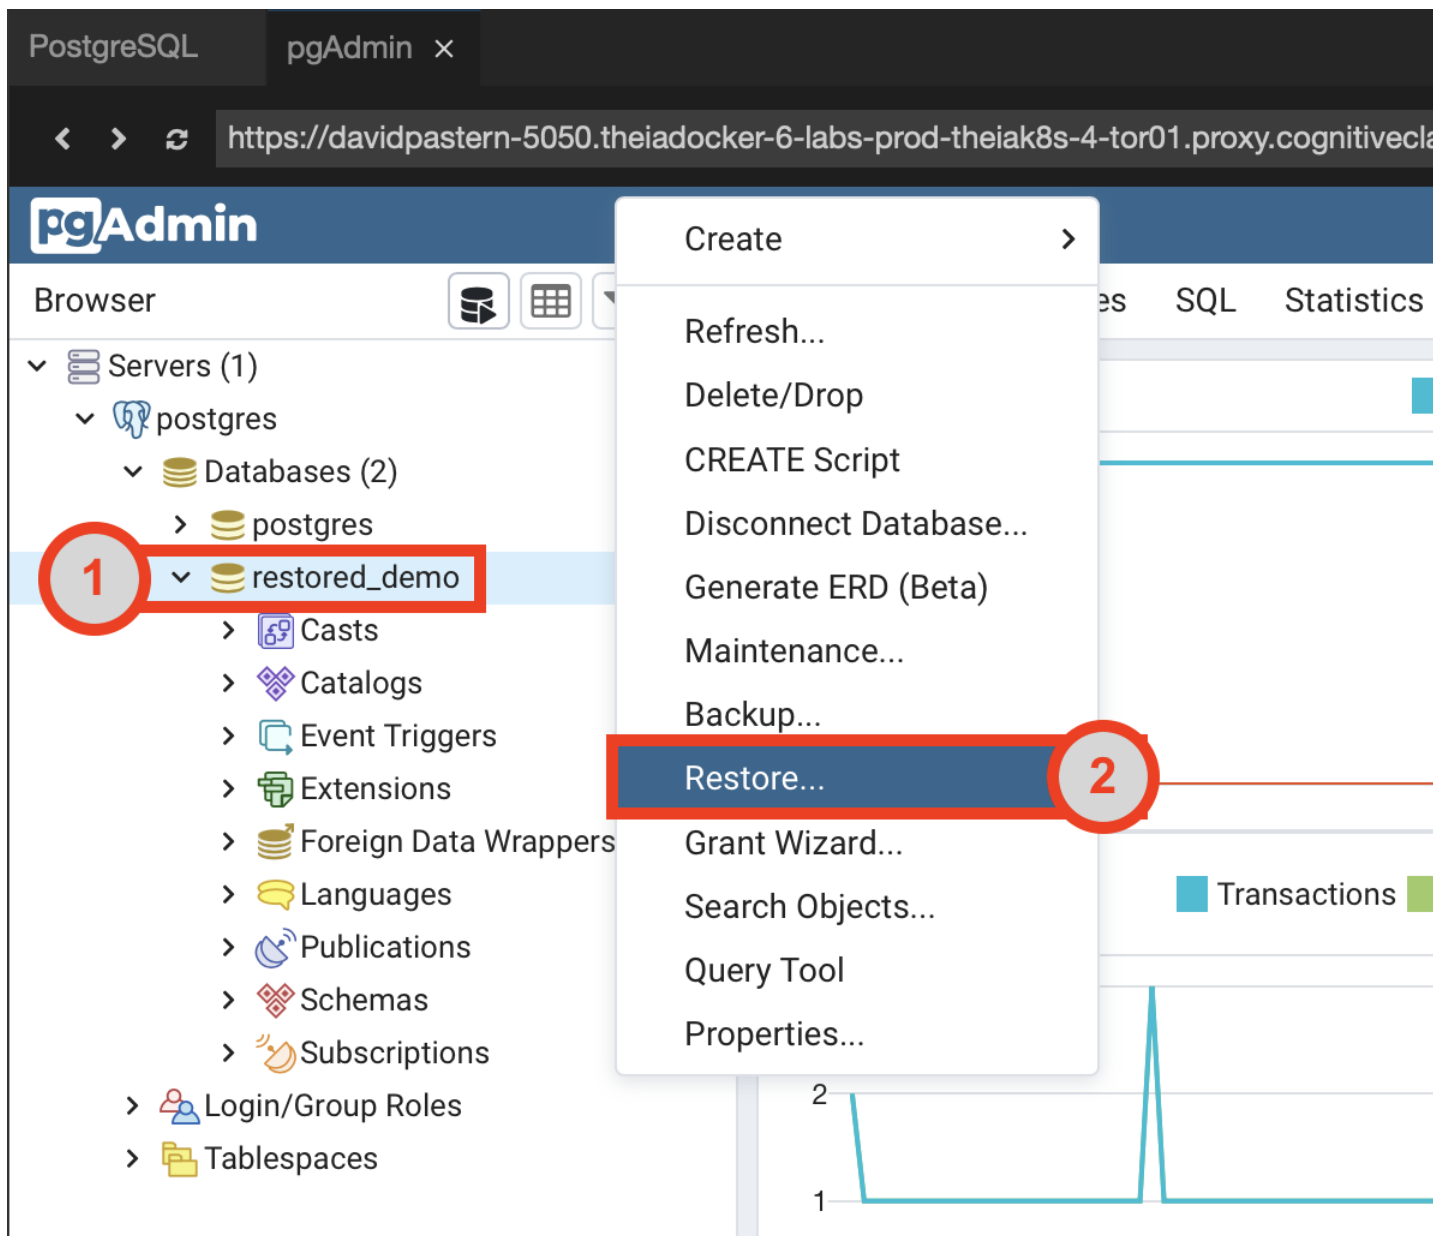 PostgreSQL
pgAdmin
https://davidpastern-5050.theiadocker-6-labs-prod-theiak8s-4-tor01.proxy.cognitivecla
pgAdmin
Browser
SQL
Statistics
Servers (1)
postgres
Databases (2)
postgres
1
restored_demo
Casts
Catalogs
Event Triggers
Extensions
Foreign Data Wrappers
Languages
Publications
Schemas
Subscriptions
Login/Group Roles
Tablespaces
Create
Refresh...
Delete/Drop
CREATE Script
Disconnect Database...
Generate ERD (Beta)
Maintenance...
Backup...
Restore...
2
Grant Wizard...
Search Objects...
Query Tool
Properties...
Transactions
2
1